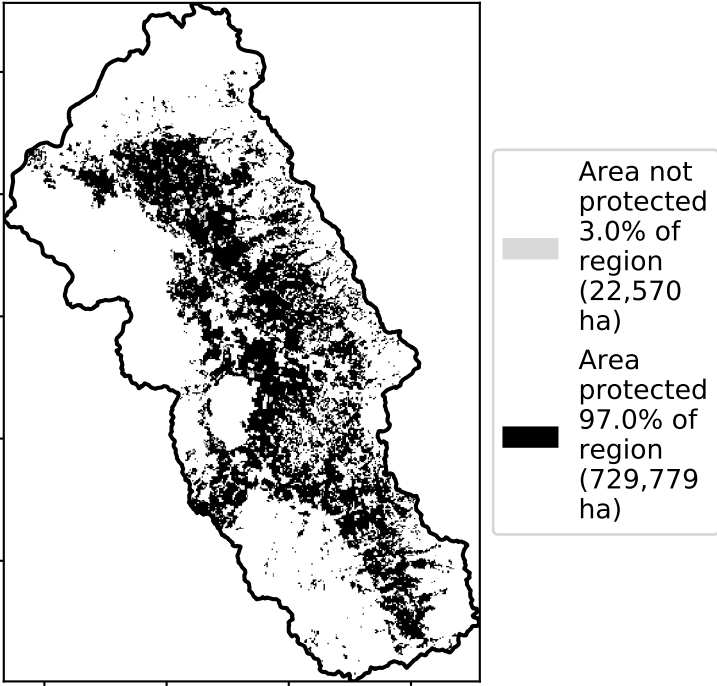 Area not
protected
3.0% of
region
(22,570
ha)
Area
protected
97.0% of
region
(729,779
ha)